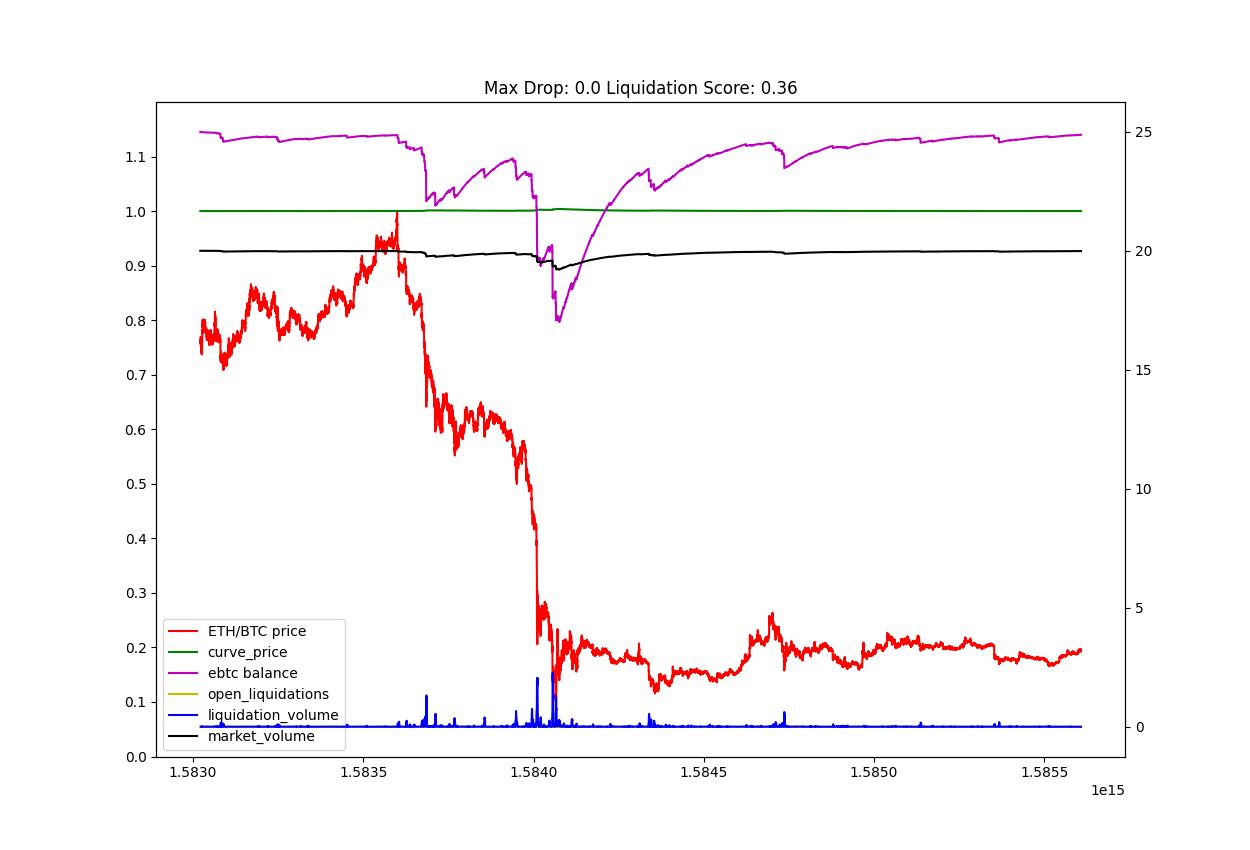 Max Drop: 0.0 Liquidation Score: 0.36
1.1
1.0
0.9
0.8
0.7
0.6
0.5
0.4
0.3
0.2
0.1
0.0
25
20
15
10
5
0
ETH/BTC price
curve_price
ebtc balance
open_liquidations
liquidation_volume
market_volume
1.5830 1.5835 1.5840 1.5845 1.5850 1.5855
1e15